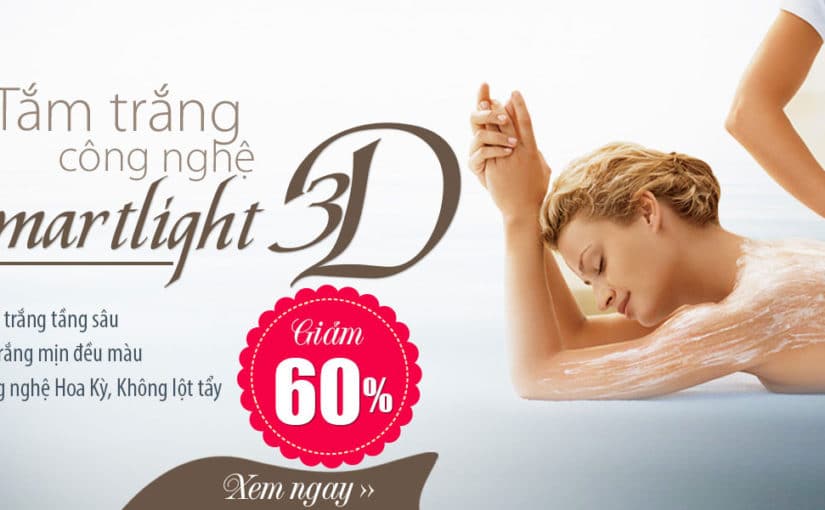 Tắm trắng
công nghệ
martlight 3D
trắng tầng sâu
rắng mịn đều màu
g nghệ Hoa Kỳ, Không lột tẩy
Giảm
60%
Xem ngay ››